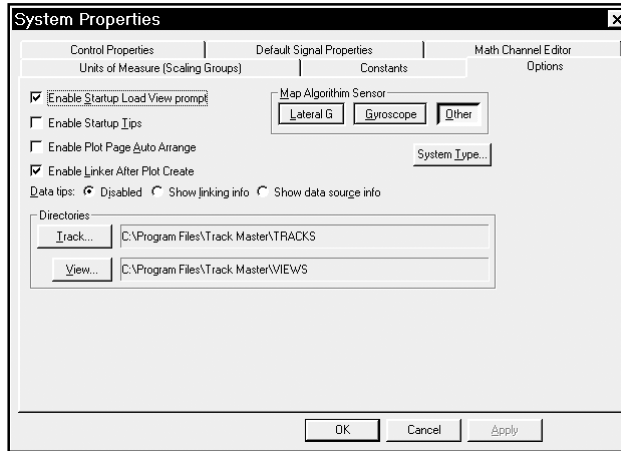 System Properties
Control Properties
Default Signal Properties
Math Channel Editor
Units of Measure (Scaling Groups)
Constants
Options
Enable Startup Load View prompt
Enable Startup Tips
Enable Plot Page Auto Arrange
Enable Linker After Plot Create
Map Algorithim Sensor
Lateral G
Gyroscope
Other
System Type...
Data tips:
Disabled
Show linking info
Show data source info
Directories
Track...
C:\Program Files\Track Master\TRACKS
View...
C:\Program Files\Track Master\VIEWS
OK
Cancel
Apply